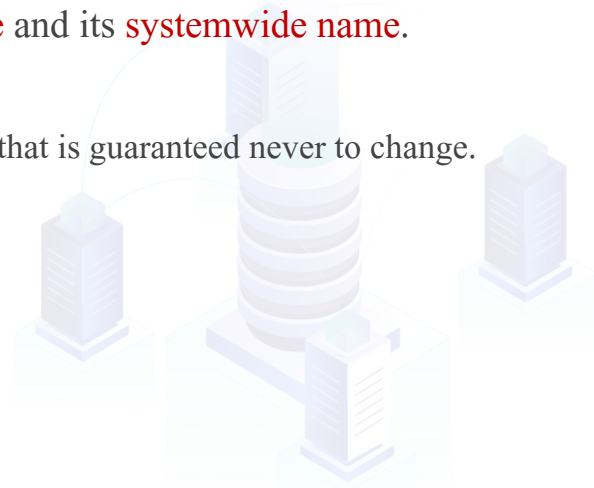 e and its systemwide name.
that is guaranteed never to change.